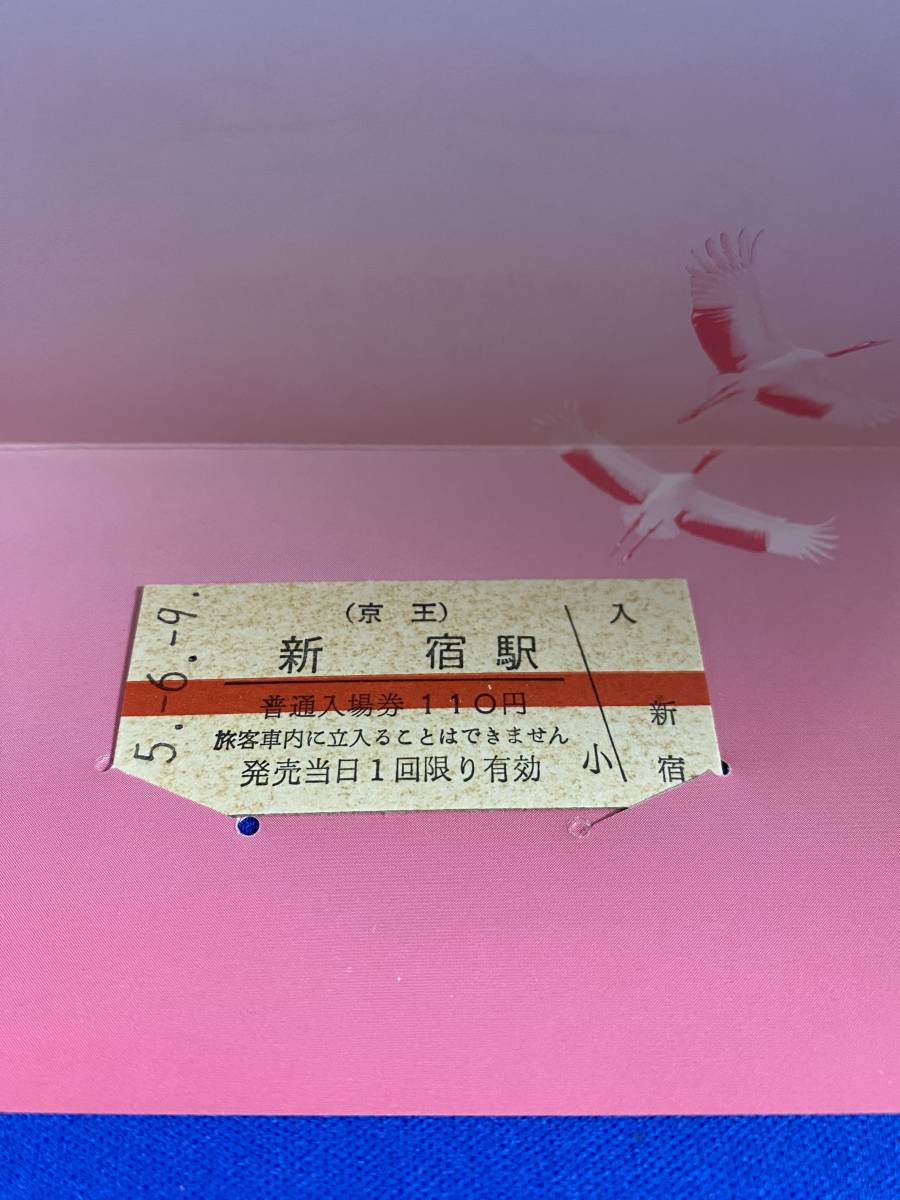 5.-6.-9.
(京王)
新宿駅
普通入場券 110円
旅客車内に立入ることはできません
発売当日1回限り有効
小
入
新
宿